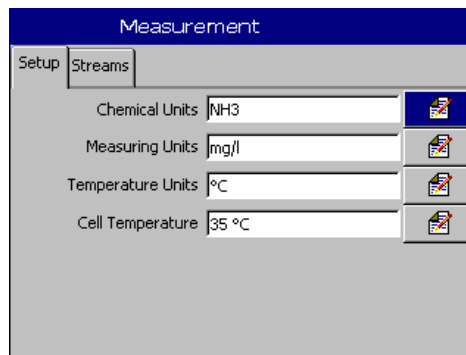 Measurement
Setup Streams
Chemical Units NH3
Measuring Units mg/l
Temperature Units °C
Cell Temperature 35 °C